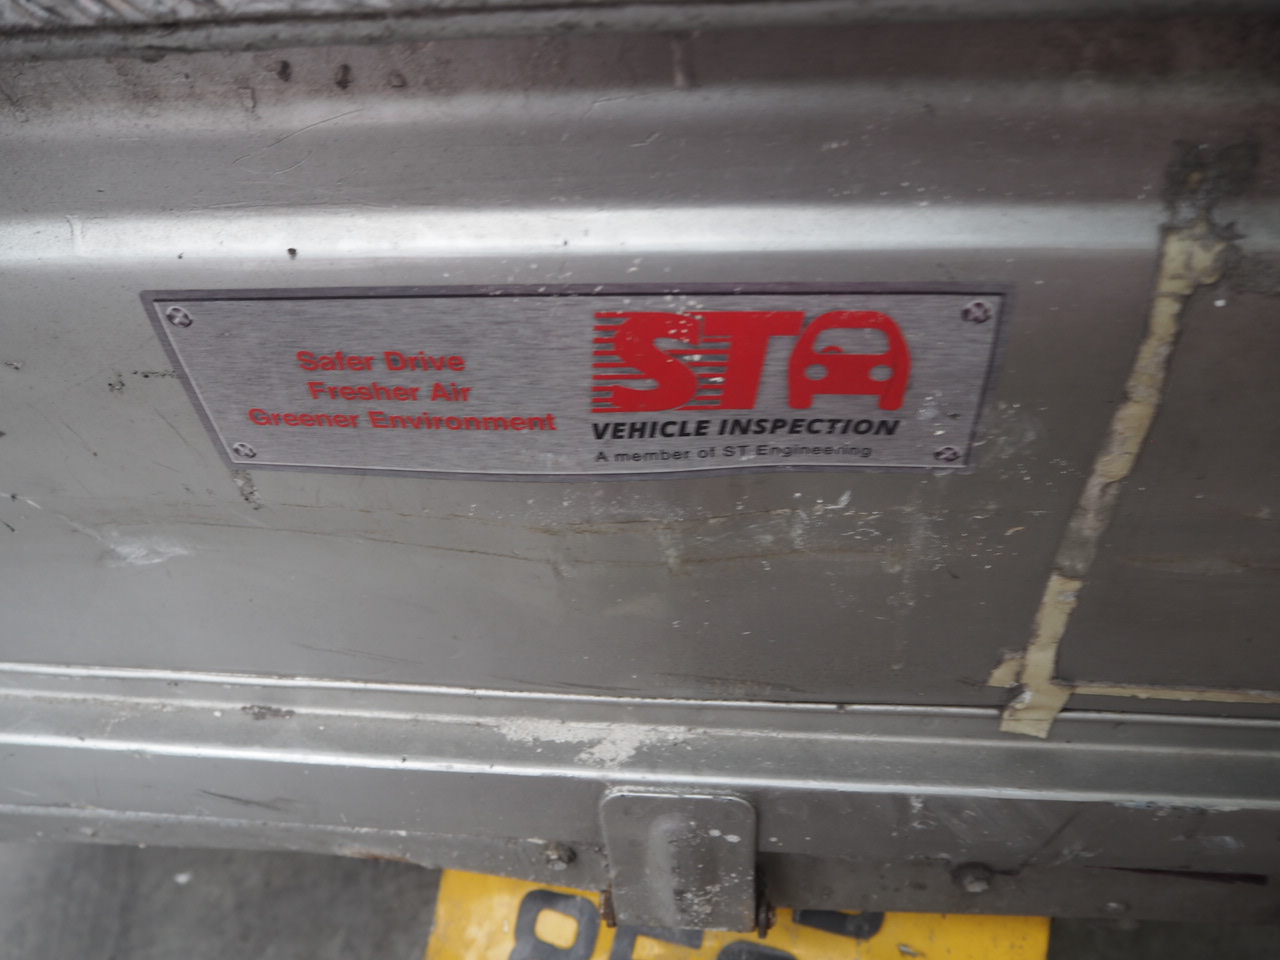 Safer Drive
Fresher Air
Greener Environment
STA
VEHICLE INSPECTION
A member of ST Engineering